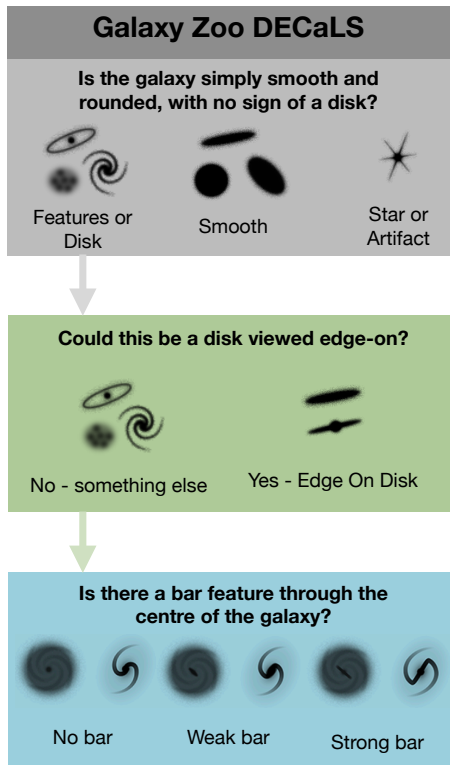 Galaxy Zoo DECaLS
Is the galaxy simply smooth and
rounded, with no sign of a disk?
Features or
Disk
Smooth
Star or
Artifact
Could this be a disk viewed edge-on?
No - something else
Yes - Edge On Disk
Is there a bar feature through the
centre of the galaxy?
No bar
Weak bar
Strong bar